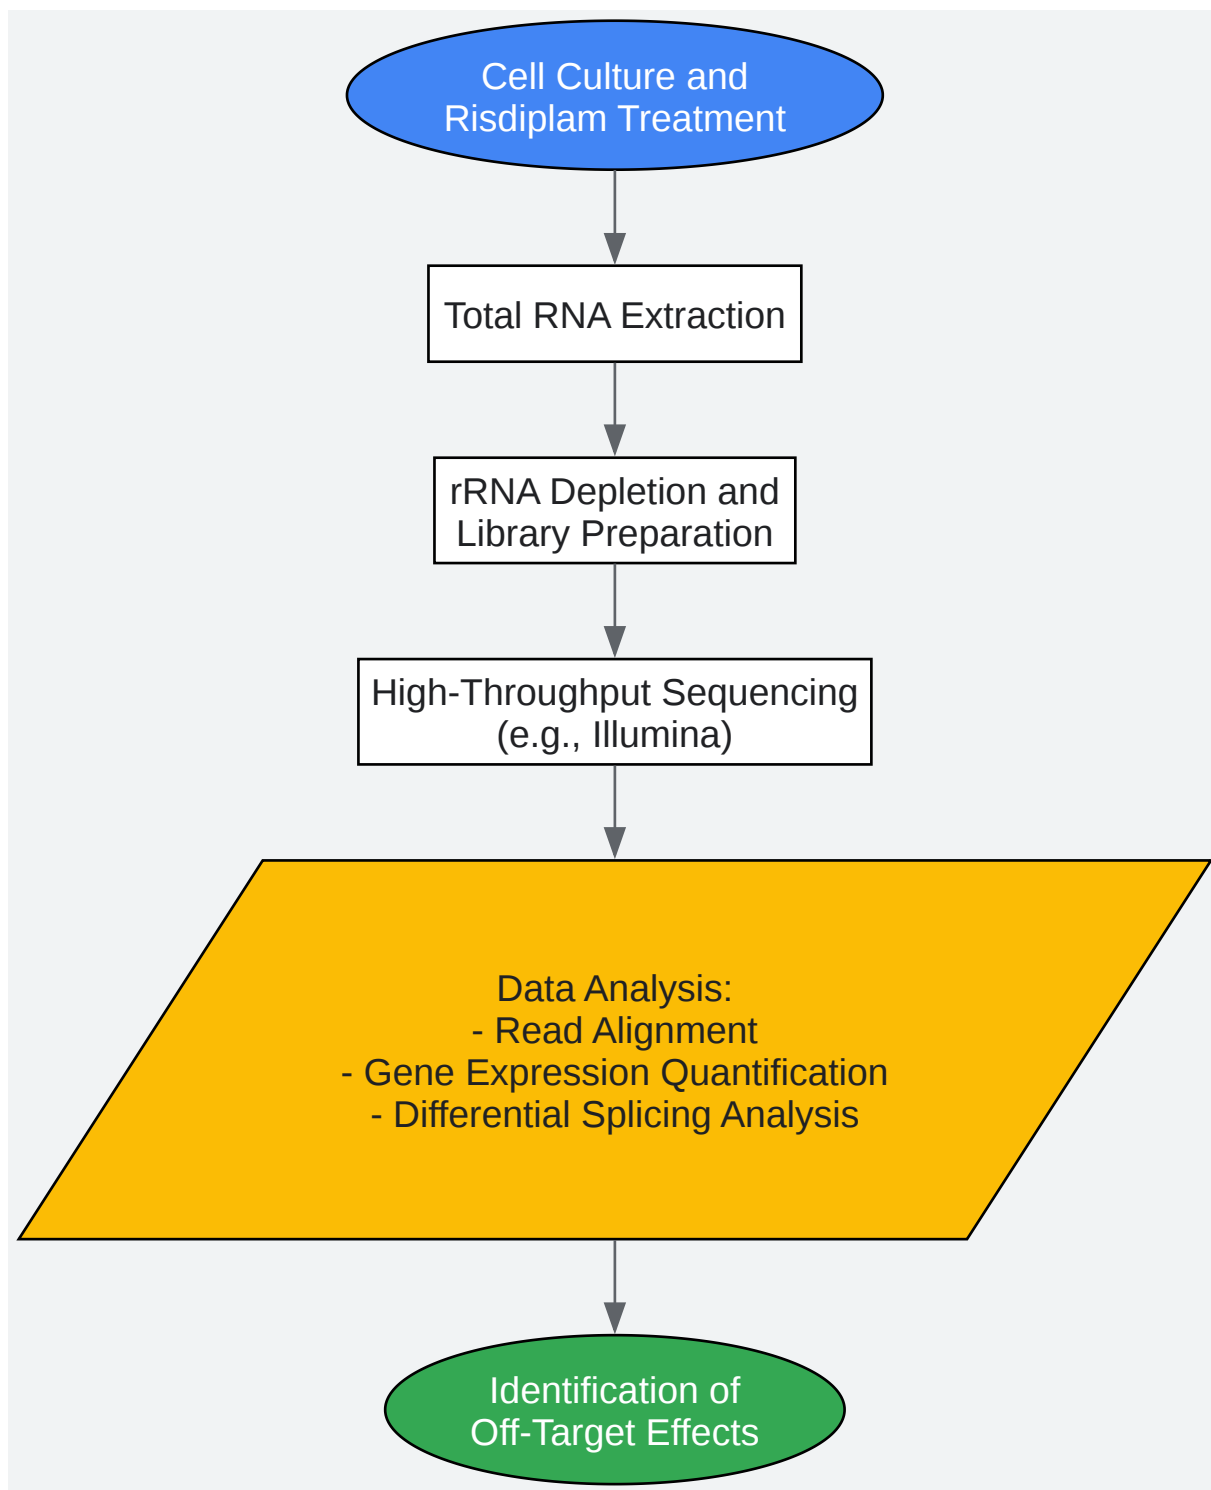 Cell Culture and
Risdiplam Treatment
Total RNA Extraction
rRNA Depletion and
Library Preparation
High-Throughput Sequencing
(e.g., Illumina)
Data Analysis:
- Read Alignment
- Gene Expression Quantification
- Differential Splicing Analysis
Identification of
Off-Target Effects